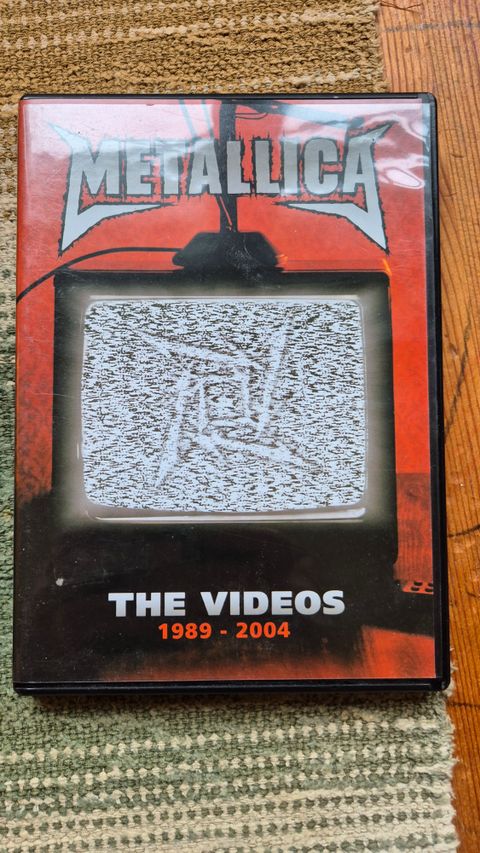 METALLICA
THE VIDEOS
1989 - 2004